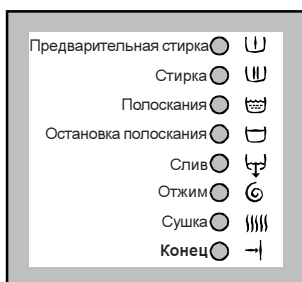 Предварительная стирка
Стирка
Полоскания
Остановка полоскания
Слив
Отжим
Сушка
Конец